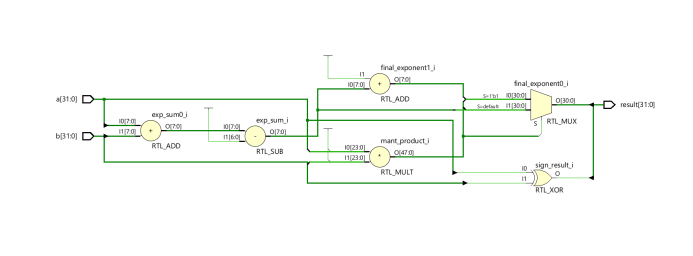 final_exponent1_i
I1
I0[7:0]
+
O[7:0]
RTL_ADD
final_exponent0_i
a[31:0]
S=1'b1
I0[30:0]
S=default
I1[30:0]
O[30:0]
result[31:0]
S
RTL_MUX
exp_sum0_i
I0[7:0]
I1[7:0]
+
O[7:0]
RTL_ADD
b[31:0]
exp_sum_i
I0[7:0]
I1[6:0]
-
O[7:0]
RTL_SUB
mant_product_i
I0[23:0]
I1[23:0]
*
O[47:0]
RTL_MULT
sign_result_i
I0
I1
O
RTL_XOR